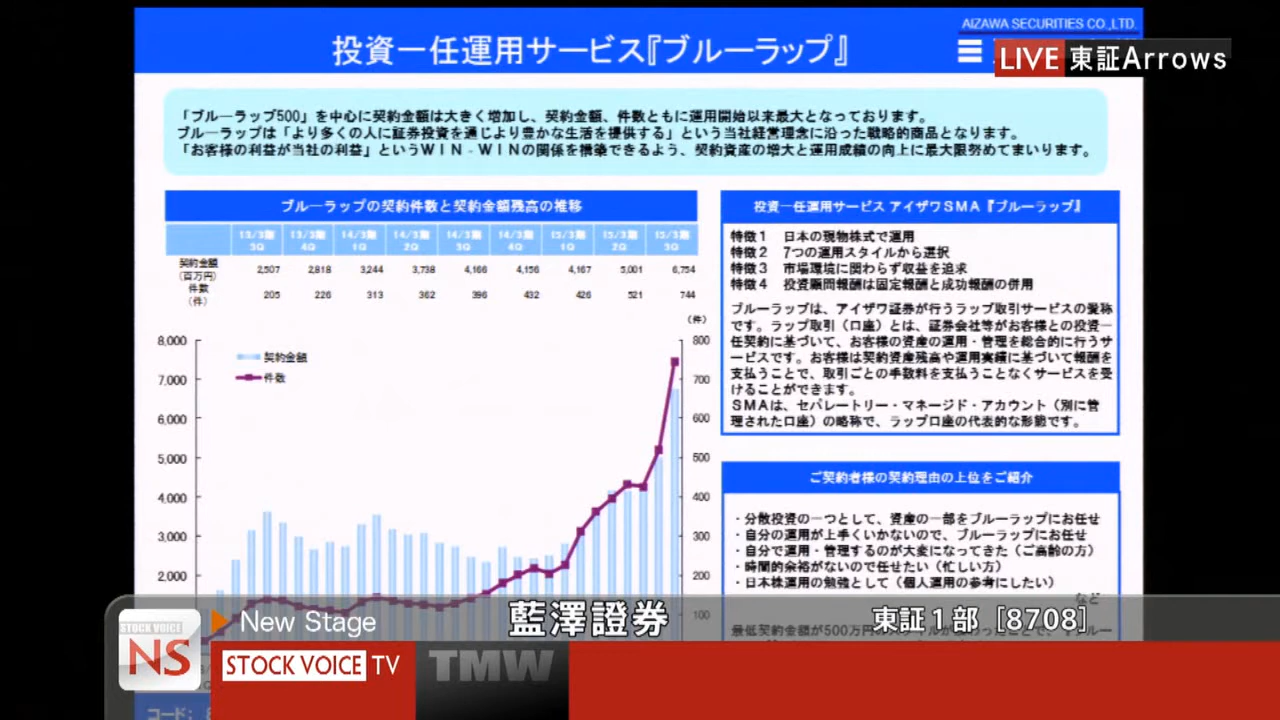 AIZAWA SECURITIES CO.,LTD.
投資一任運用サービス『ブルーラップ』
LIVE 東証Arrows
「ブルーラップ500」を中心に契約金額は大きく増加し、契約金額、件数ともに運用開始以来最大となっております。
ブルーラップは「より多くの人に証券投資を通じより豊かな生活を提供する」という当社経営理念に沿った戦略的商品となります。
「お客様の利益が当社の利益」というＷＩＮ－ＷＩＮの関係を構築できるよう、契約資産の増大と運用成績の向上に最大限努めてまいります。
ブルーラップの契約件数と契約金額残高の推移
13/3期 3Q 13/3期 4Q 14/3期 1Q 14/3期 2Q 14/3期 3Q 14/3期 4Q 15/3期 1Q 15/3期 2Q 15/3期 3Q
契約金額（百万円） 2,507 2,818 3,244 3,738 4,166 4,156 4,167 5,001 6,754
件数（件） 205 226 313 362 396 432 426 521 744
（件）
8,000 800
7,000 700
6,000 600
5,000 500
4,000 400
3,000 300
2,000 200
100
契約金額
件数
投資一任運用サービス アイザワＳＭＡ『ブルーラップ』
特徴１ 日本の現物株式で運用
特徴２ 7つの運用スタイルから選択
特徴３ 市場環境に関わらず収益を追求
特徴４ 投資顧問報酬は固定報酬と成功報酬の併用
ブルーラップは、アイザワ証券が行うラップ取引サービスの愛称
です。ラップ取引（口座）とは、証券会社等がお客様との投資一
任契約に基づいて、お客様の資産の運用・管理を総合的に行うサ
ービスです。お客様は契約資産残高や運用実績に基づいて報酬を
支払うことで、取引ごとの手数料を支払うことなくサービスを受
けることができます。
ＳＭＡは、セパレートリー・マネージド・アカウント（別に管
理された口座）の略称で、ラップ口座の代表的な形態です。
ご契約者様の契約理由の上位をご紹介
・分散投資の一つとして、資産の一部をブルーラップにお任せ
・自分の運用が上手くいかないので、ブルーラップにお任せ
・自分で運用・管理するのが大変になってきた（ご高齢の方）
・時間的余裕がないので任せたい（忙しい方）
・日本株運用の勉強として（個人運用の参考にしたい）
など
最低契約金額が500万円の
STOCK VOICE
NS
New Stage
藍澤證券
東証１部［8708］
STOCK VOICE TV
TMW
コード：